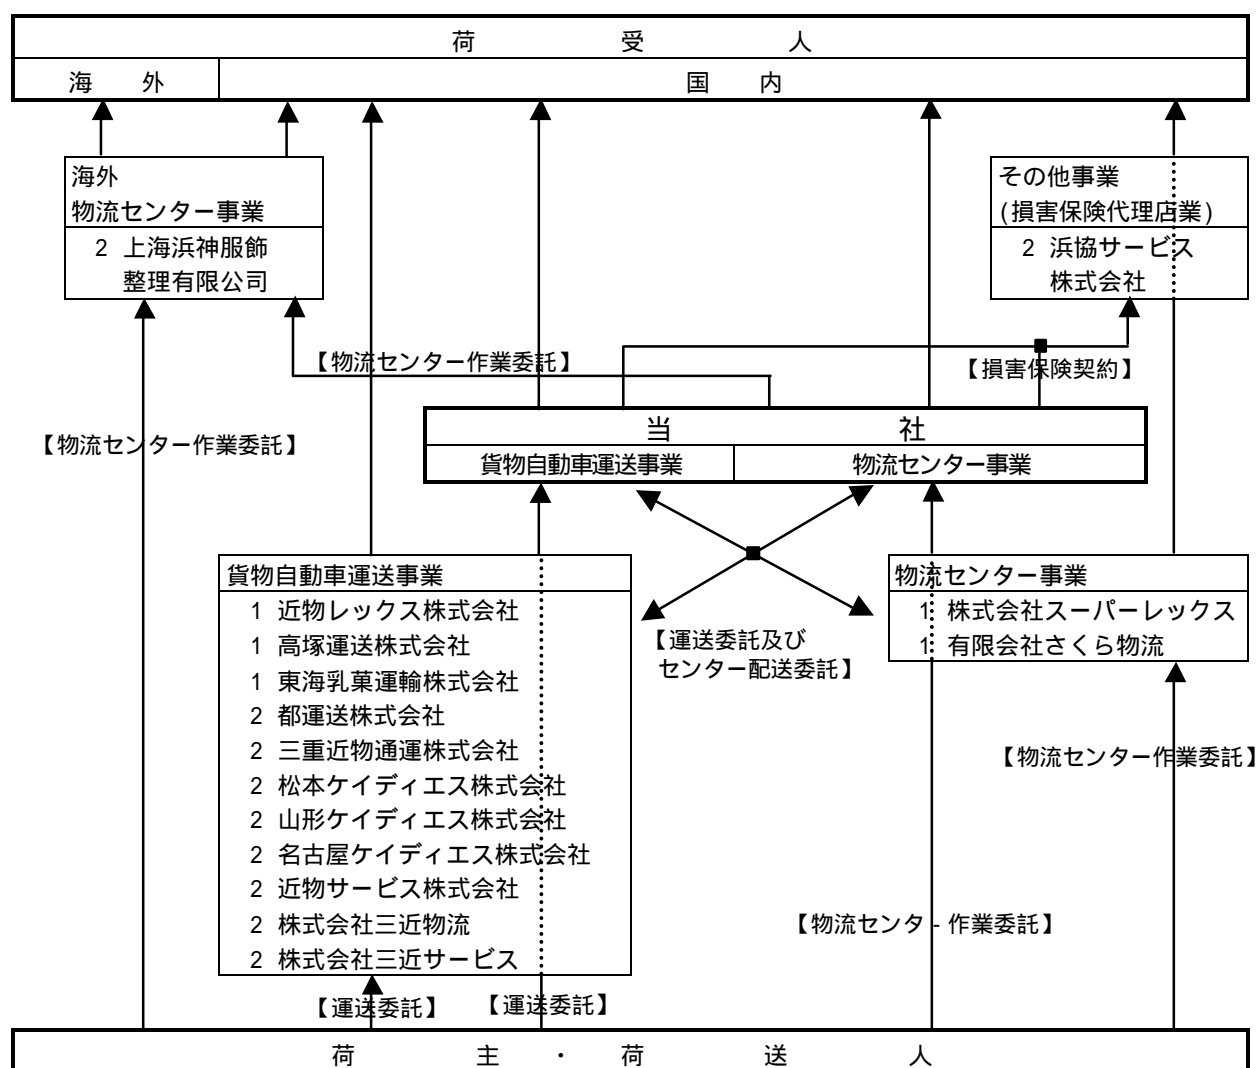 荷 受 人
海 外
国 内
海外
物流センター事業
2 上海浜神服飾
整理有限公司
その他事業
(損害保険代理店業)
2 浜協サービス
株式会社
【物流センター作業委託】
【損害保険契約】
【物流センター作業委託】
当 社
貨物自動車運送事業
物流センター事業
貨物自動車運送事業
1 近物レックス株式会社
1 高塚運送株式会社
1 東海乳菓運輸株式会社
2 都運送株式会社
2 三重近物通運株式会社
2 松本ケイディエス株式会社
2 山形ケイディエス株式会社
2 名古屋ケイディエス株式会社
2 近物サービス株式会社
2 株式会社三近物流
2 株式会社三近サービス
【運送委託及び
センター配送委託】
物流センター事業
1 株式会社スーパーレックス
1 有限会社さくら物流
【物流センター作業委託】
【物流センタ-作業委託】
【運送委託】
【運送委託】
荷 主 ・ 荷 送 人